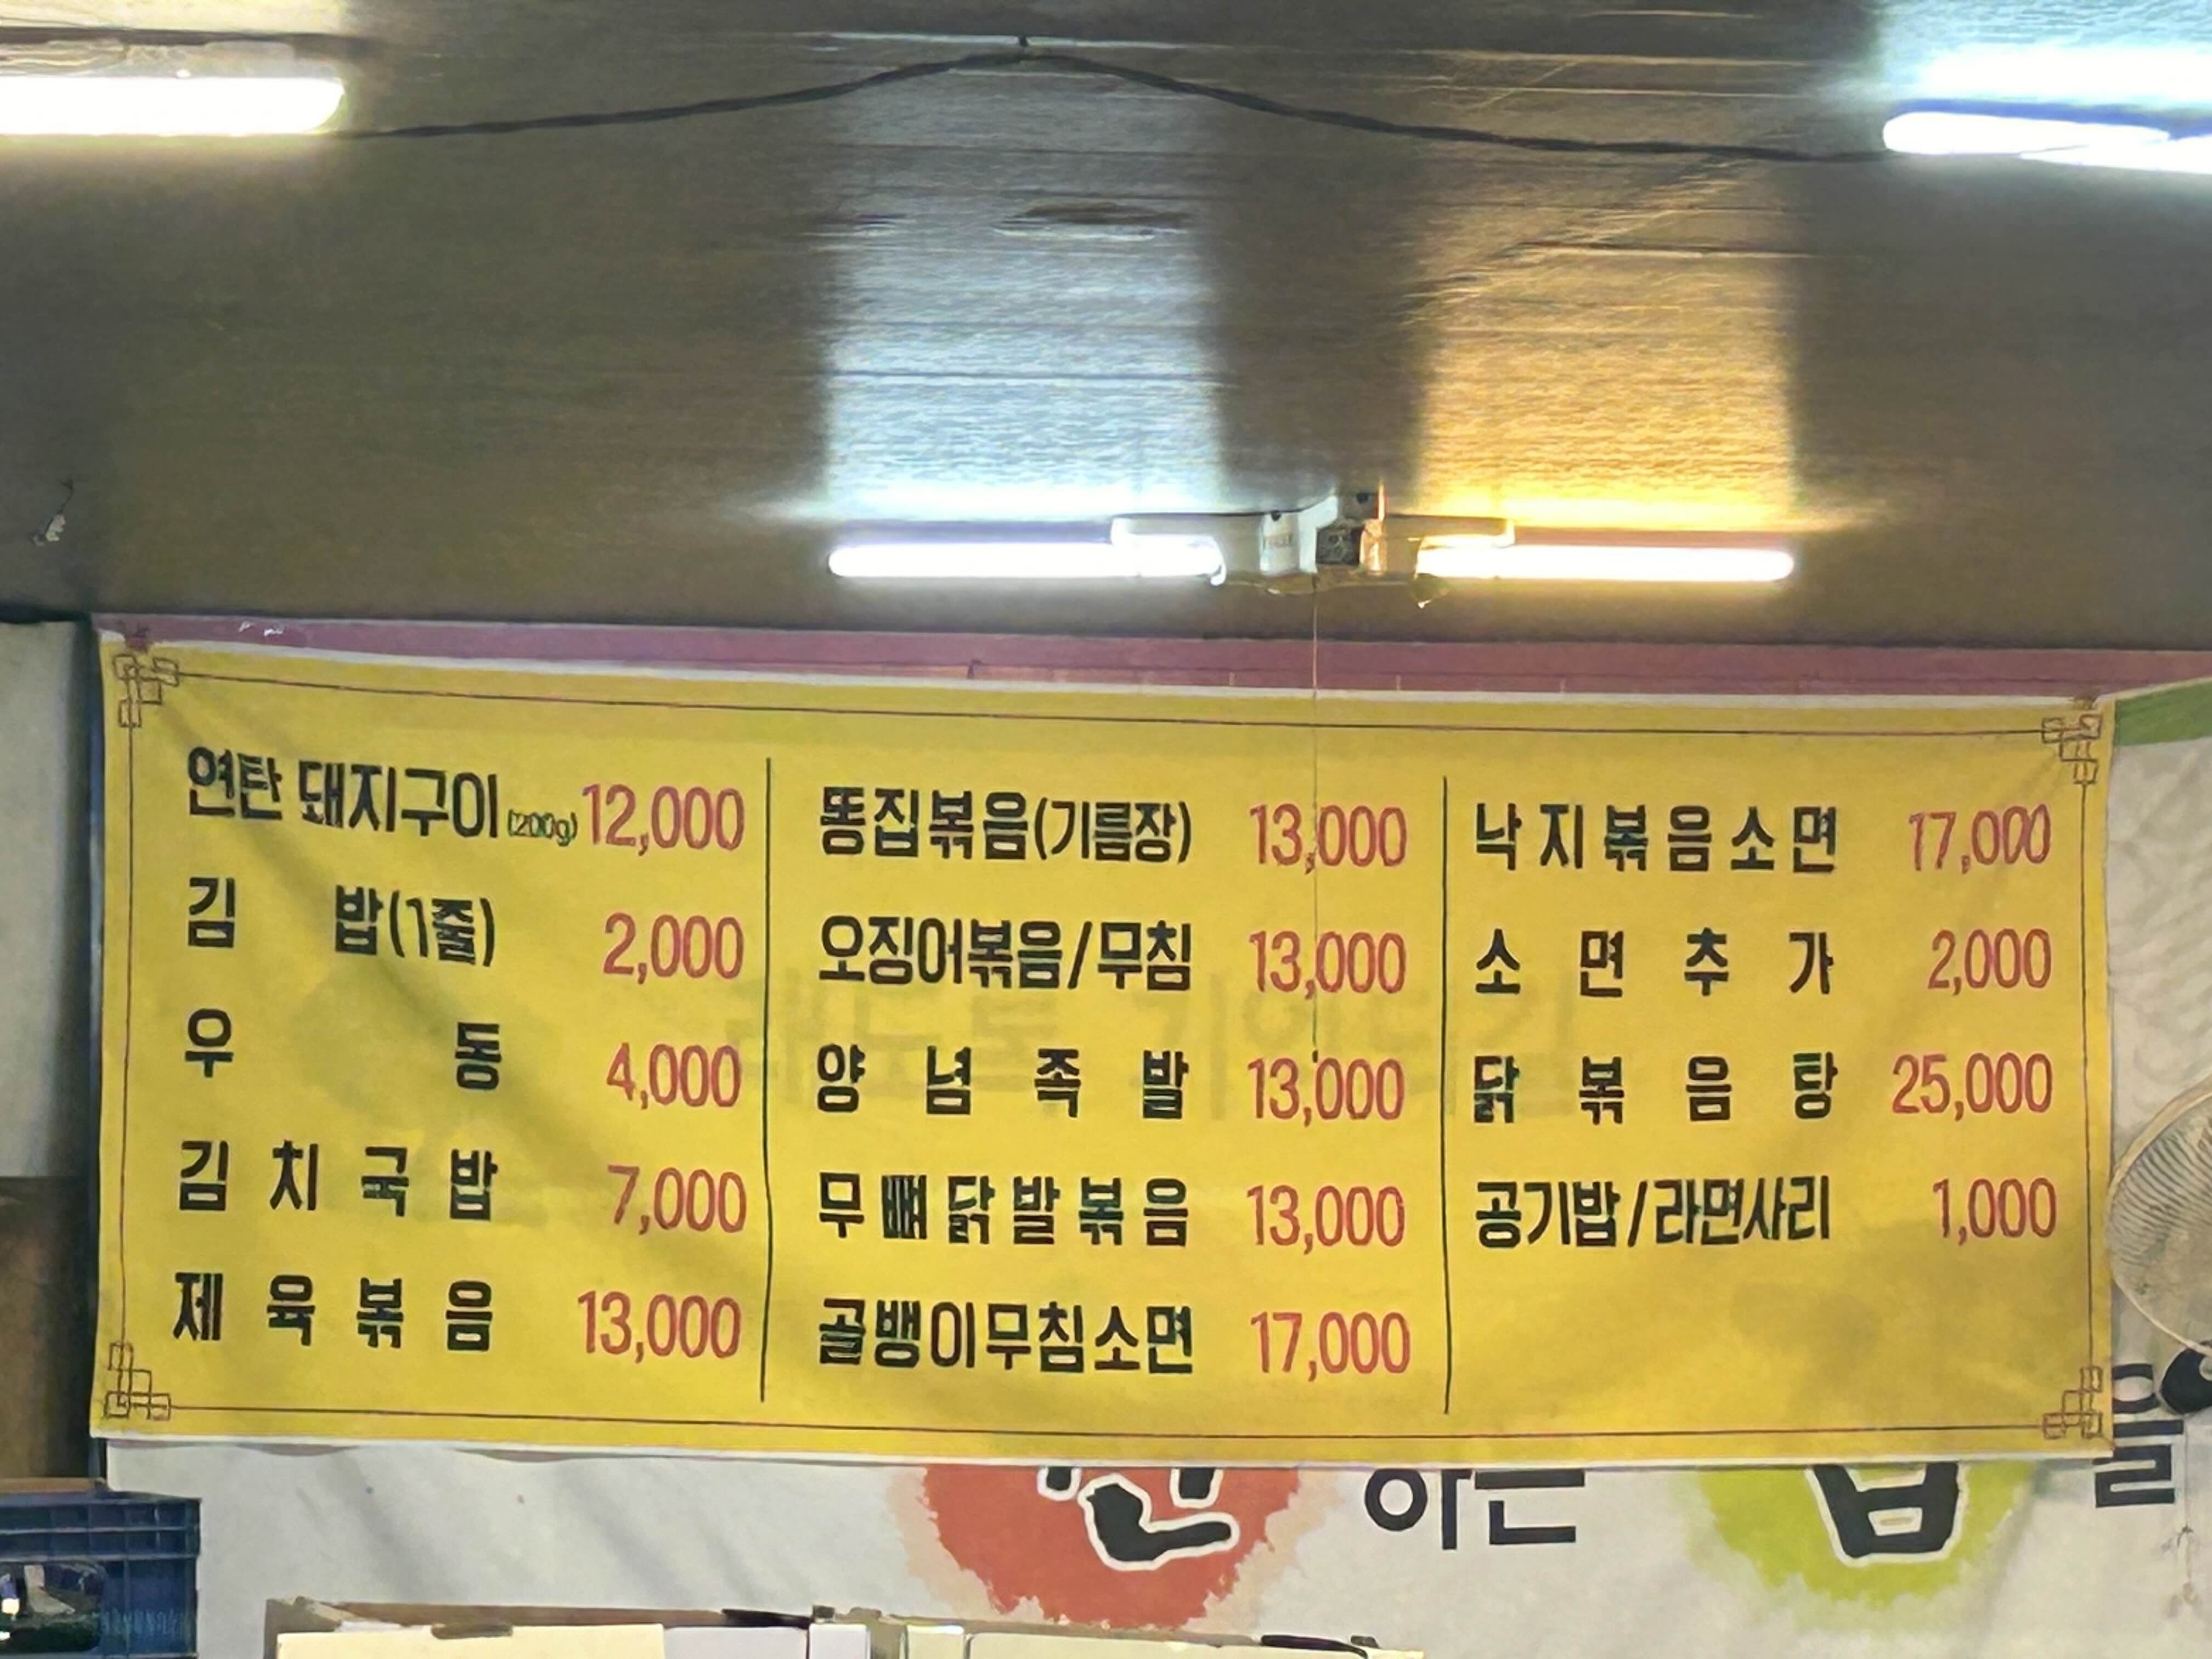 연탄 돼지구이(200g) 12,000
김 밥(1줄) 2,000
우 동 4,000
김 치 국 밥 7,000
제 육 볶 음 13,000
똥집볶음(기름장) 13,000
오징어볶음/무침 13,000
양 념 족 발 13,000
무 뼈 닭 발 볶 음 13,000
골뱅이무침소면 17,000
낙지볶음소면 17,000
소 면 추 가 2,000
닭 볶 음 탕 25,000
공기밥/라면사리 1,000
하는 을